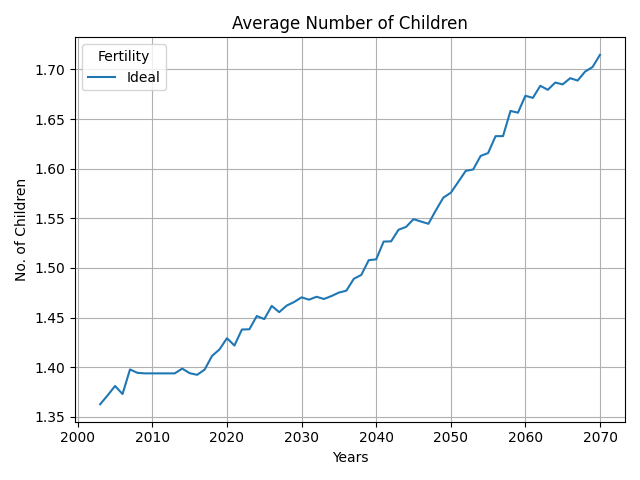 Average Number of Children
Fertility
Ideal
No. of Children
1.70
1.65
1.60
1.55
1.50
1.45
1.40
1.35
2000 2010 2020 2030 2040 2050 2060 2070
Years